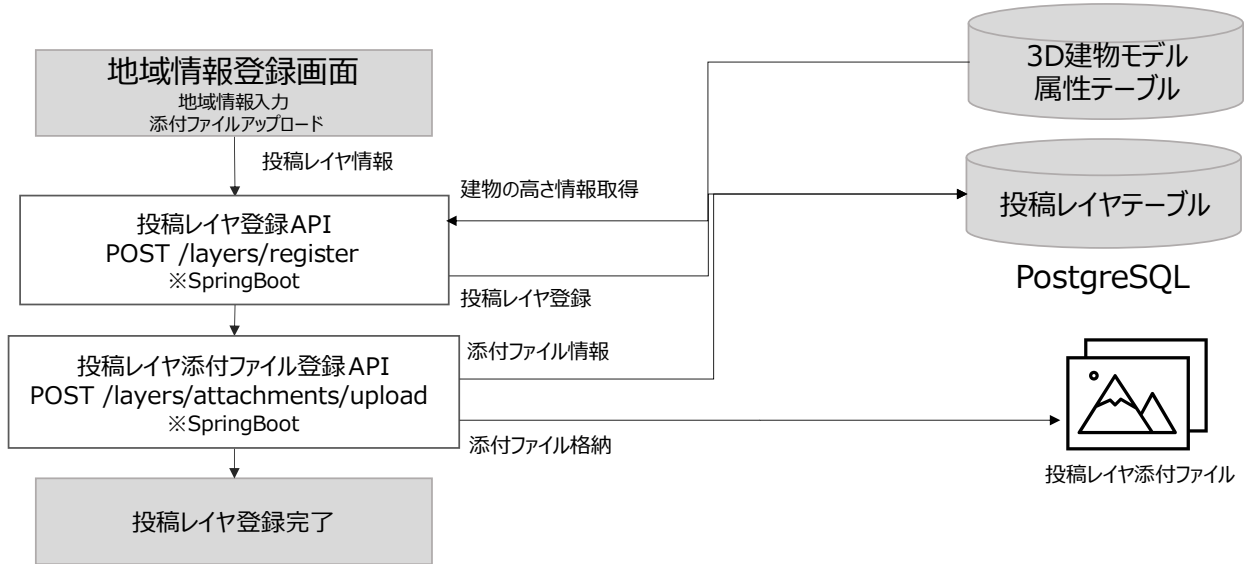 地域情報登録画面
地域情報入力
添付ファイルアップロード
投稿レイヤ情報
投稿レイヤ登録API
POST /layers/register
※SpringBoot
建物の高さ情報取得
投稿レイヤ登録
投稿レイヤ添付ファイル登録API
POST /layers/attachments/upload
※SpringBoot
添付ファイル情報
添付ファイル格納
投稿レイヤ登録完了
3D建物モデル
属性テーブル
投稿レイヤテーブル
PostgreSQL
投稿レイヤ添付ファイル